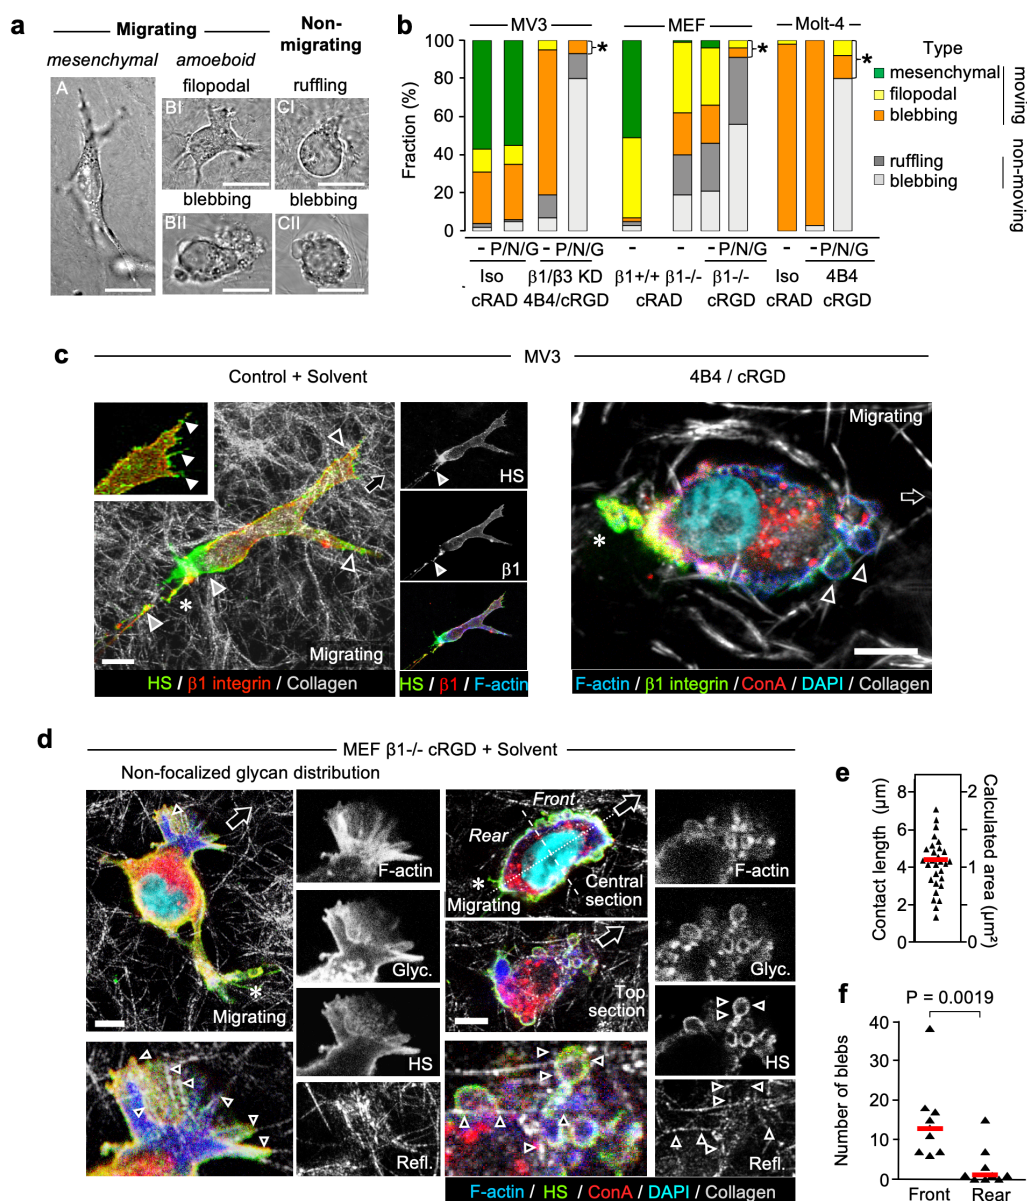 a
Migrating
Non-
migrating
mesenchymal
amoeboid
filopodal
ruffling
A
BI
CI
blebbing
blebbing
BII
CII
b
MV3
MEF
Molt-4
Fraction (%)
100
80
60
40
20
0
*
*
*
Type
mesenchymal
filopodal
blebbing
moving
ruffling
blebbing
non-moving
- P/N/G - P/N/G - - - P/N/G - - P/N/G
Iso β1/β3 KD β1+/+ β1-/- β1-/- Iso 4B4
cRAD 4B4/cRGD cRAD cRGD cRAD cRGD
c
MV3
Control + Solvent
4B4 / cRGD
HS
β1
*
Migrating
HS / β1 integrin / Collagen
HS / β1 / F-actin
Migrating
*
F-actin / β1 integrin / ConA / DAPI / Collagen
d
MEF β1-/- cRGD + Solvent
Non-focalized glycan distribution
*
Migrating
F-actin
Glyc.
HS
Refl.
Front
Rear
*
Migrating
Central
section
Top
section
F-actin
Glyc.
HS
Refl.
F-actin / HS / ConA / DAPI / Collagen
e
Contact length (μm)
8
6
4
2
0
Calculated area (μm²)
2
1
0
f
P = 0.0019
Number of blebs
40
30
20
10
0
Front Rear